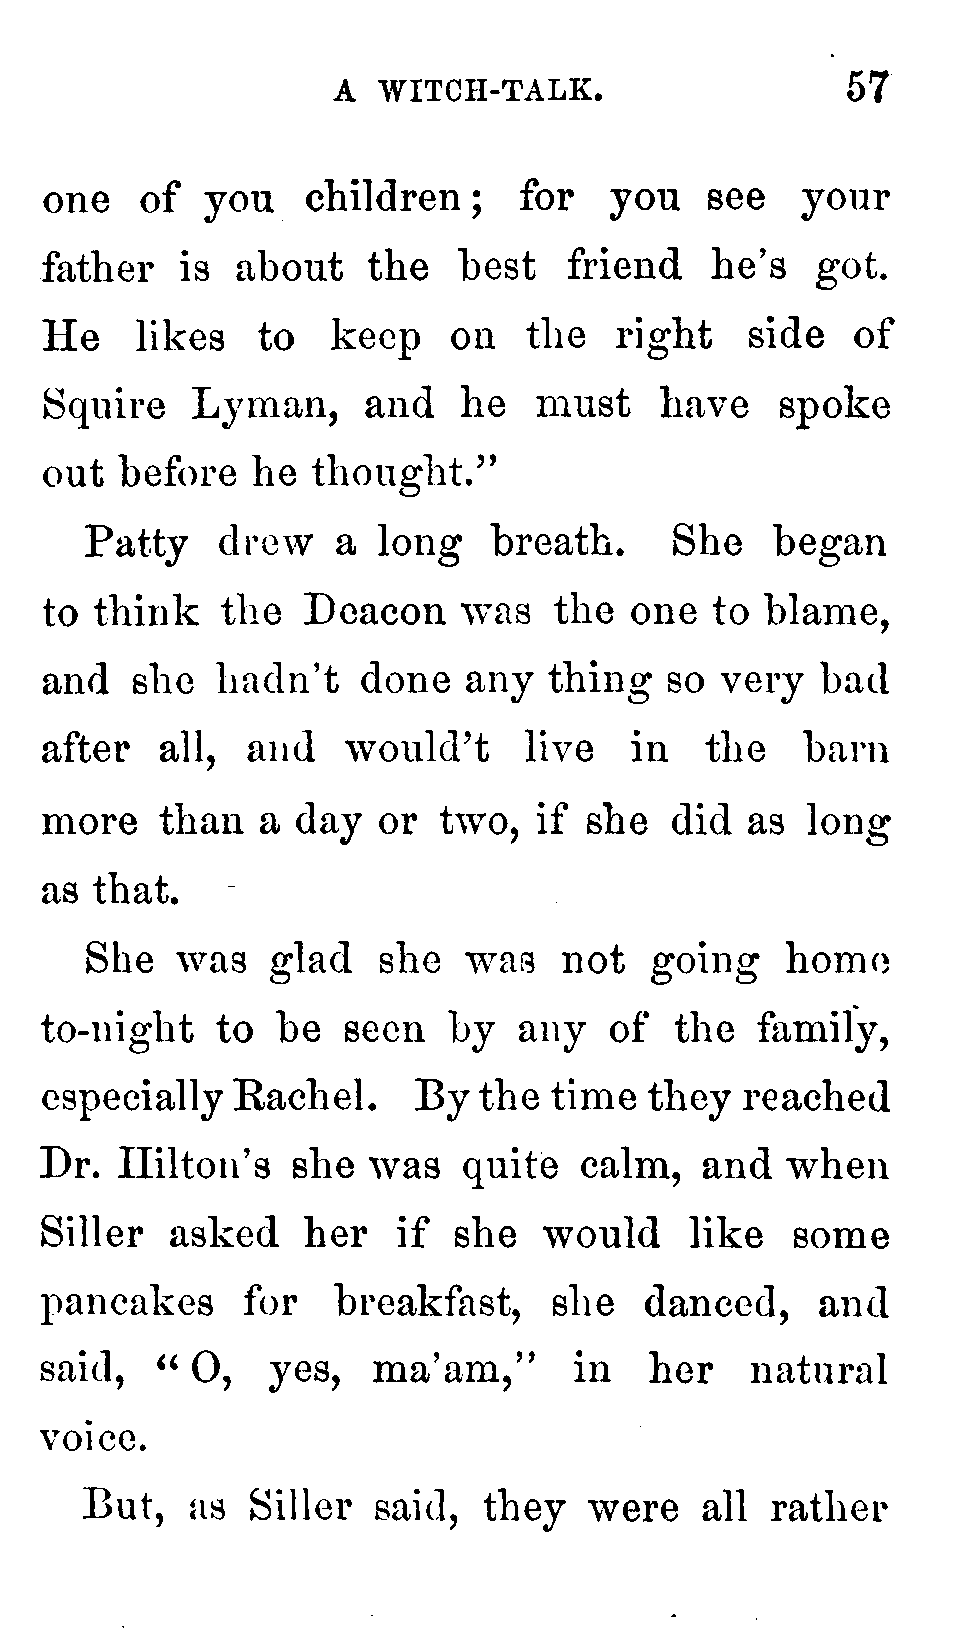 A WITCH-TALK. 57
one of you children; for you see your
father is about the best friend he's got.
He likes to keep on the right side of
Squire Lyman, and he must have spoke
out before he thought."
Patty drew a long breath. She began
to think the Deacon was the one to blame,
and she hadn't done any thing so very bad
after all, and would't live in the barn
more than a day or two, if she did as long
as that.
She was glad she was not going home
to-night to be seen by any of the family,
especially Rachel. By the time they reached
Dr. Hilton's she was quite calm, and when
Siller asked her if she would like some
pancakes for breakfast, she danced, and
said, "O, yes, ma'am," in her natural
voice.
But, as Siller said, they were all rather